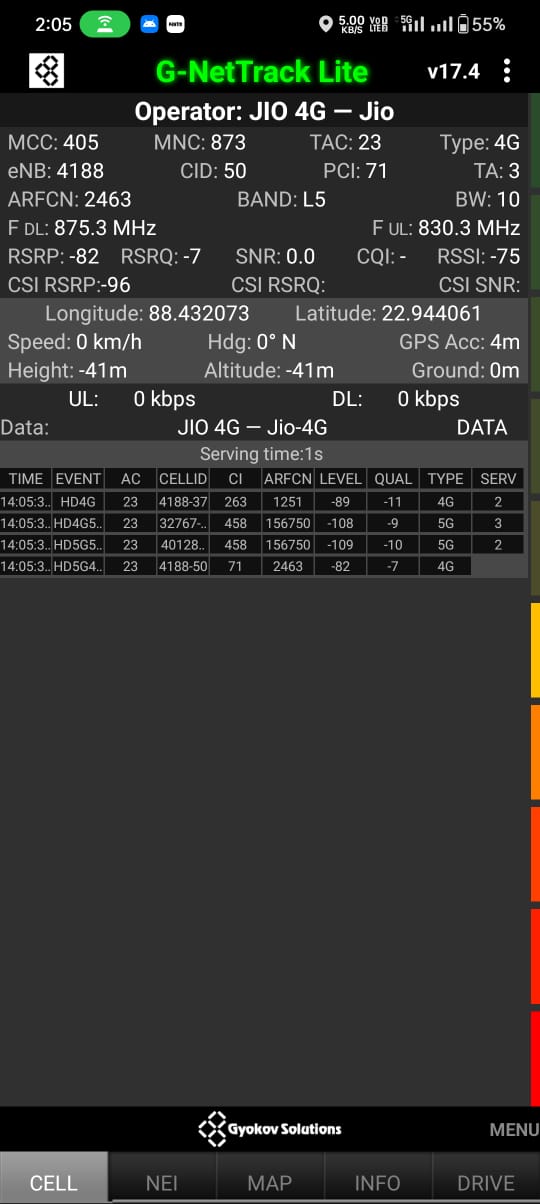 2:05 5.00 KB/S Vo D LTE 2 5G 55%
G-NetTrack Lite v17.4
Operator: JIO 4G — Jio
MCC: 405 MNC: 873 TAC: 23 Type: 4G
eNB: 4188 CID: 50 PCI: 71 TA: 3
ARFCN: 2463 BAND: L5 BW: 10
F DL: 875.3 MHz F UL: 830.3 MHz
RSRP: -82 RSRQ: -7 SNR: 0.0 CQI: - RSSI: -75
CSI RSRP:-96 CSI RSRQ: CSI SNR:
Longitude: 88.432073 Latitude: 22.944061
Speed: 0 km/h Hdg: 0° N GPS Acc: 4m
Height: -41m Altitude: -41m Ground: 0m
UL: 0 kbps DL: 0 kbps
Data: JIO 4G — Jio-4G DATA
Serving time:1s
TIME EVENT AC CELLID CI ARFCN LEVEL QUAL TYPE SERV
14:05:3.. HD4G 23 4188-37 263 1251 -89 -11 4G 2
14:05:3.. HD4G5.. 23 32767-.. 458 156750 -108 -9 5G 3
14:05:3.. HD5G5.. 23 40128.. 458 156750 -109 -10 5G 2
14:05:3.. HD5G4.. 23 4188-50 71 2463 -82 -7 4G
Gyokov Solutions MENU
CELL NEI MAP INFO DRIVE